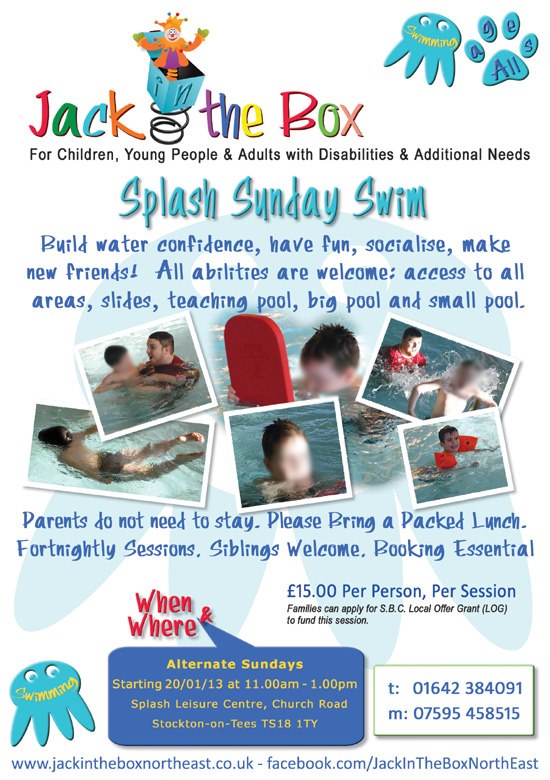 Swimming
All ages
Jack in the Box
For Children, Young People & Adults with Disabilities & Additional Needs
Splash Sunday Swim
Build water confidence, have fun, socialise, make
new friends! All abilities are welcome; access to all
areas, slides, teaching pool, big pool and small pool.
Parents do not need to stay. Please Bring a Packed Lunch.
Fortnightly Sessions. Siblings Welcome. Booking Essential
£15.00 Per Person, Per Session
Families can apply for S.B.C. Local Offer Grant (LOG)
to fund this session.
When &
Where
Alternate Sundays
Starting 20/01/13 at 11.00am - 1.00pm
Splash Leisure Centre, Church Road
Stockton-on-Tees TS18 1TY
t: 01642 384091
m: 07595 458515
Swimming
www.jackintheboxnortheast.co.uk - facebook.com/JackInTheBoxNorthEast